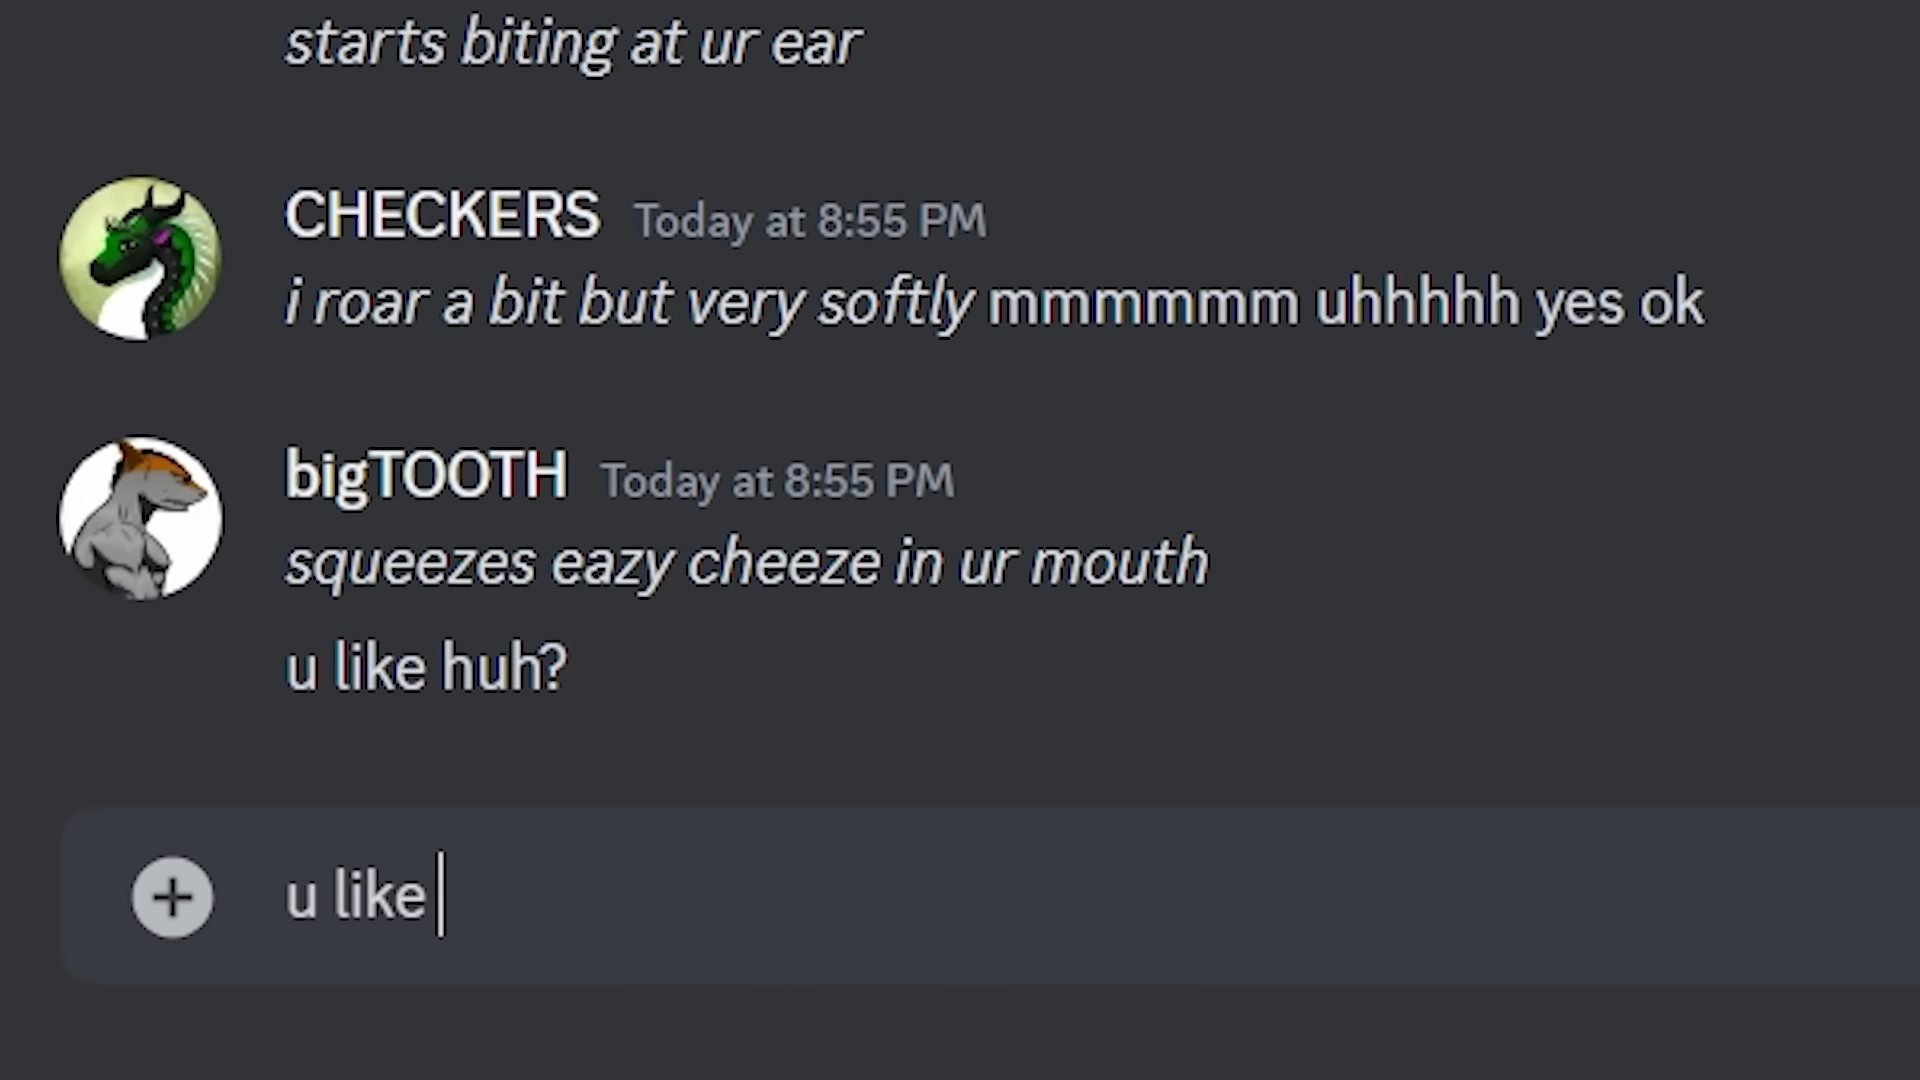 starts biting at ur ear
CHECKERS Today at 8:55 PM
i roar a bit but very softly mmmmmm uhhhhh yes ok
bigTOOTH Today at 8:55 PM
squeezes eazy cheeze in ur mouth
u like huh?
u like